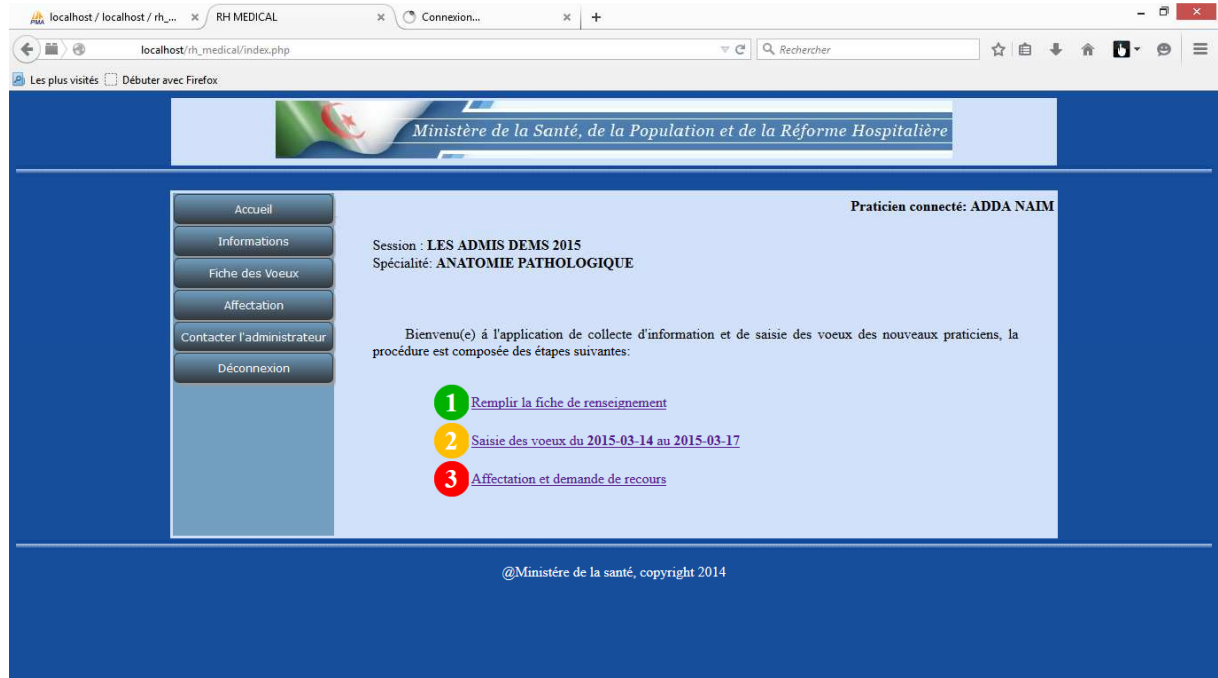 localhost / localhost / rh_...
RH MEDICAL
Connexion...
localhost/rh_medical/index.php
Rechercher
Les plus visités
Débuter avec Firefox
Ministère de la Santé, de la Population et de la Réforme Hospitalière
Accueil
Informations
Fiche des Voeux
Affectation
Contacter l'administrateur
Déconnexion
Praticien connecté: ADDA NAIM
Session : LES ADMIS DEMS 2015
Spécialité: ANATOMIE PATHOLOGIQUE
Bienvenu(e) á l'application de collecte d'information et de saisie des voeux des nouveaux praticiens, la
procédure est composée des étapes suivantes:
1 Remplir la fiche de renseignement
2 Saisie des voeux du 2015-03-14 au 2015-03-17
3 Affectation et demande de recours
@Ministére de la santé, copyright 2014